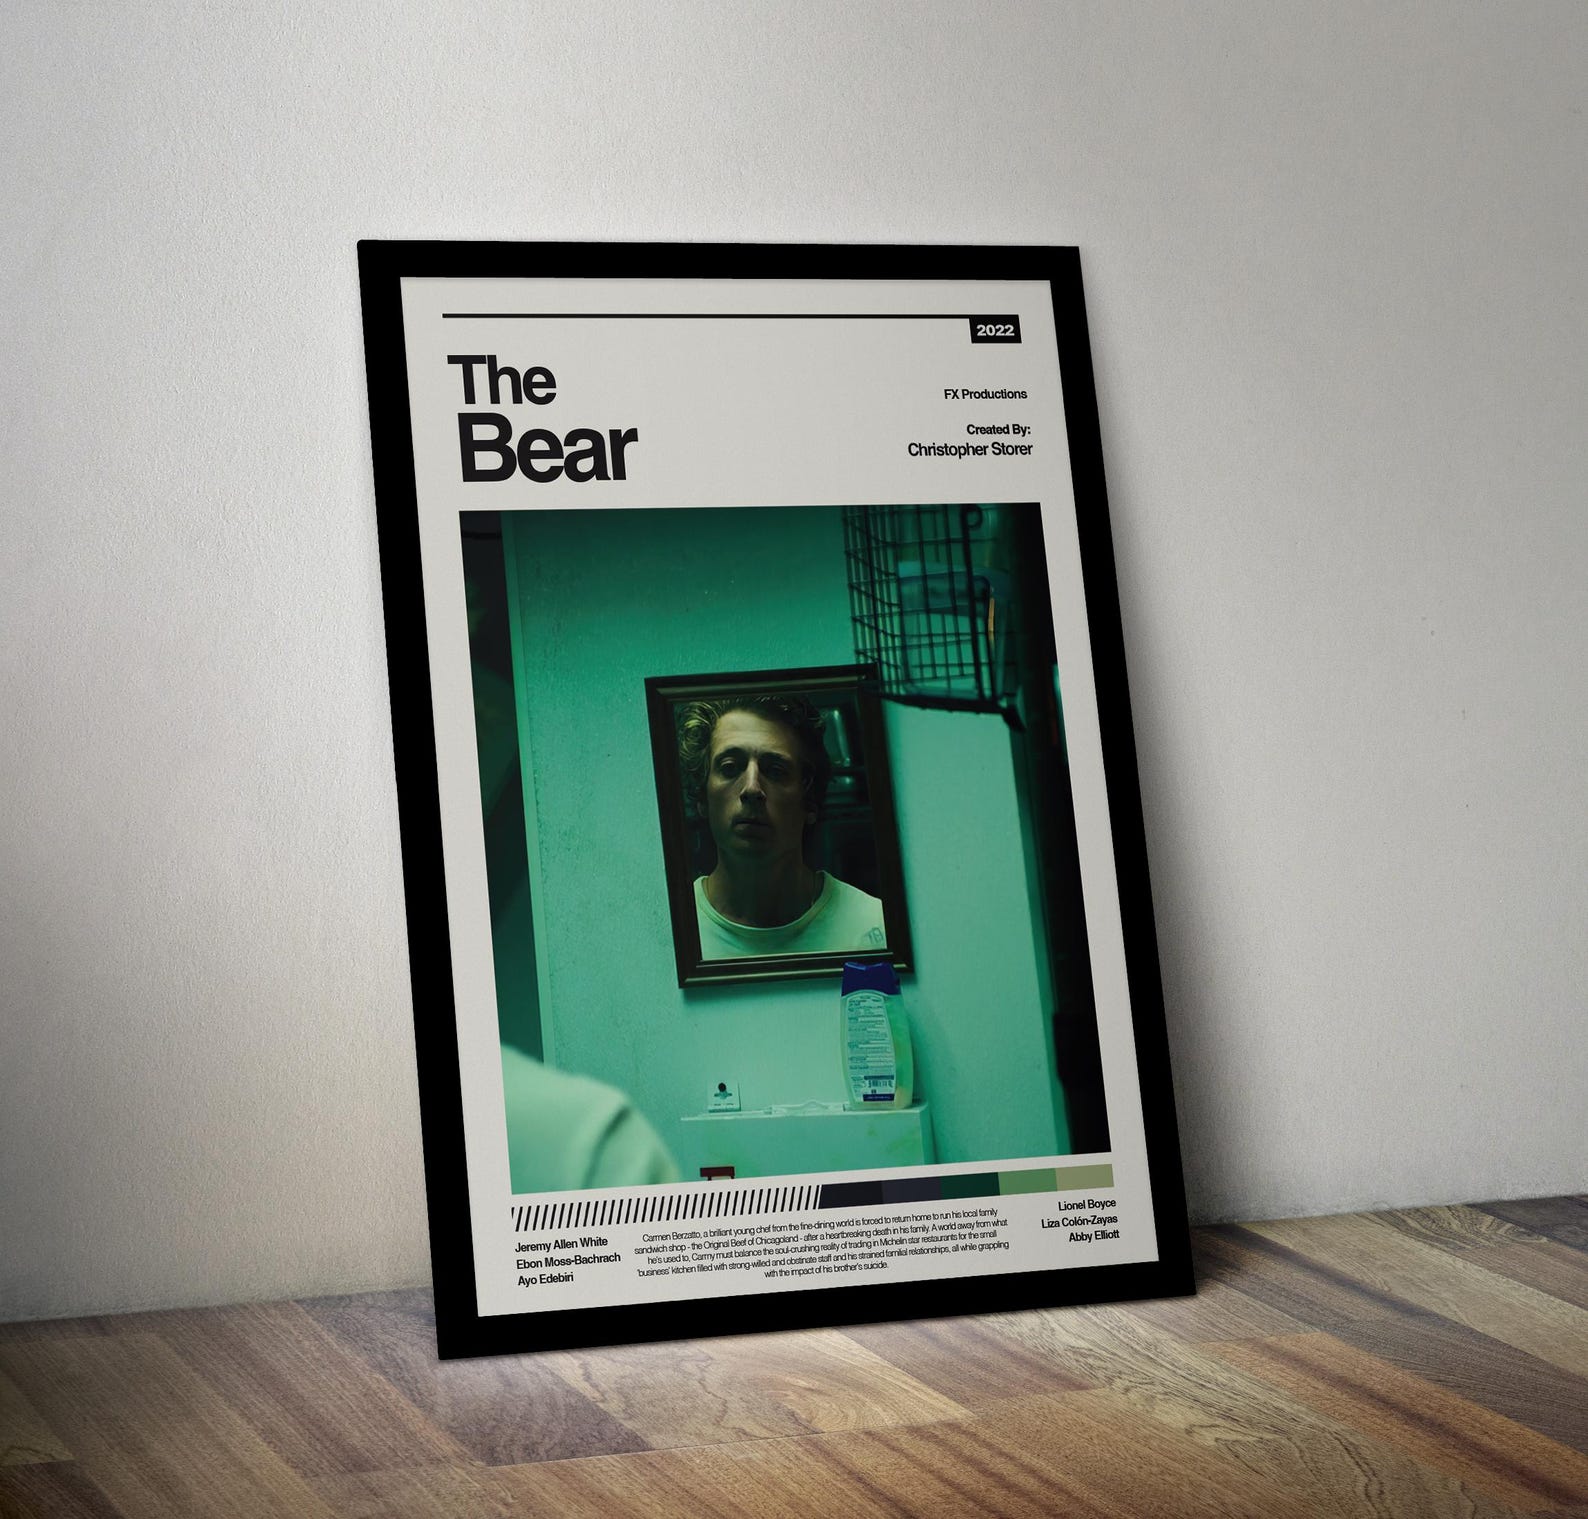 2022
The
Bear
FX Productions
Created By:
Christopher Storer
Jeremy Allen White
Ebon Moss-Bachrach
Ayo Edebiri
Carmen Berzatto, a brilliant young chef from the fine-dining world is forced to return home to run his local family
sandwich shop - the Original Beef of Chicagoland - after a heartbreaking death in his family. A world away from what
he's used to, Carmy must balance the soul-crushing reality of trading in Michelin star restaurants for the small
'business' kitchen filled with strong-willed and obstinate staff and his strained familial relationships, all while grappling
with the impact of his brother's suicide.
Lionel Boyce
Liza Colón-Zayas
Abby Elliott